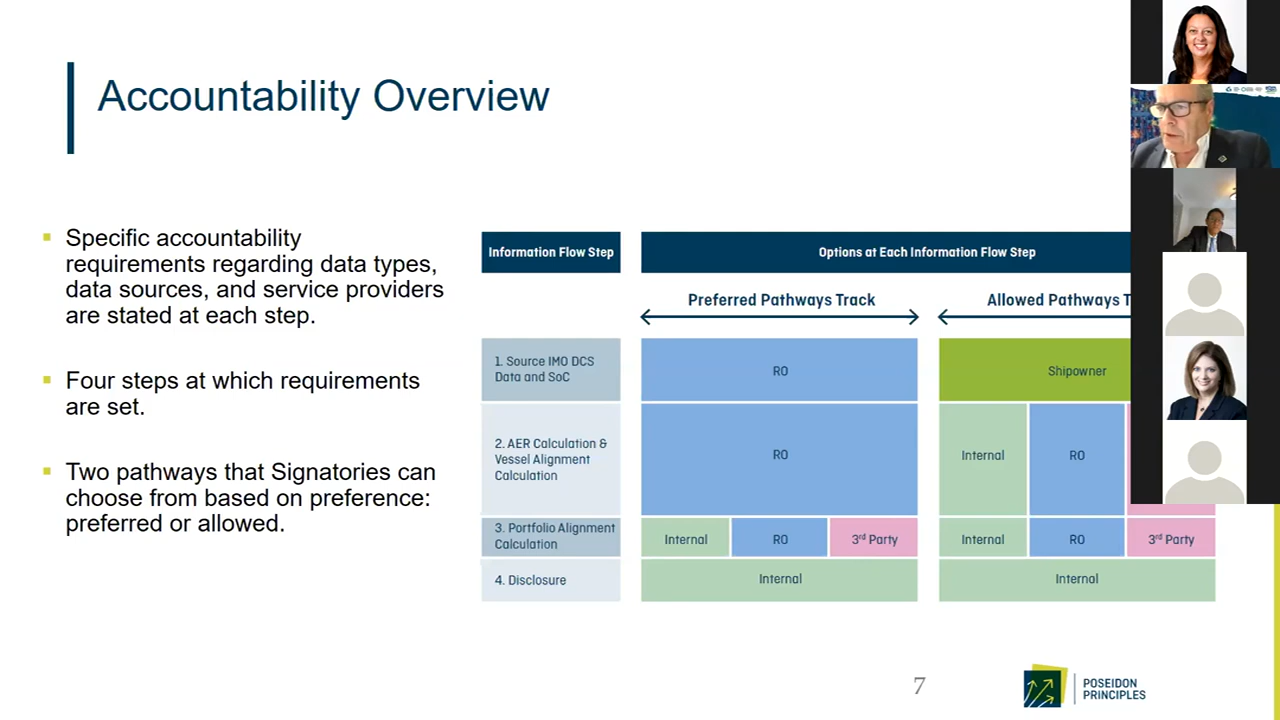 Accountability Overview
Specific accountability
requirements regarding data types,
data sources, and service providers
are stated at each step.
Four steps at which requirements
are set.
Two pathways that Signatories can
choose from based on preference:
preferred or allowed.
Information Flow Step
Options at Each Information Flow Step
Preferred Pathways Track
Allowed Pathways T
1. Source IMO DCS
Data and SoC
RO
Shipowner
2. AER Calculation &
Vessel Alignment
Calculation
RO
Internal
RO
3. Portfolio Alignment
Calculation
Internal
RO
3rd Party
Internal
RO
3rd Party
4. Disclosure
Internal
Internal
7
POSEIDON
PRINCIPLES